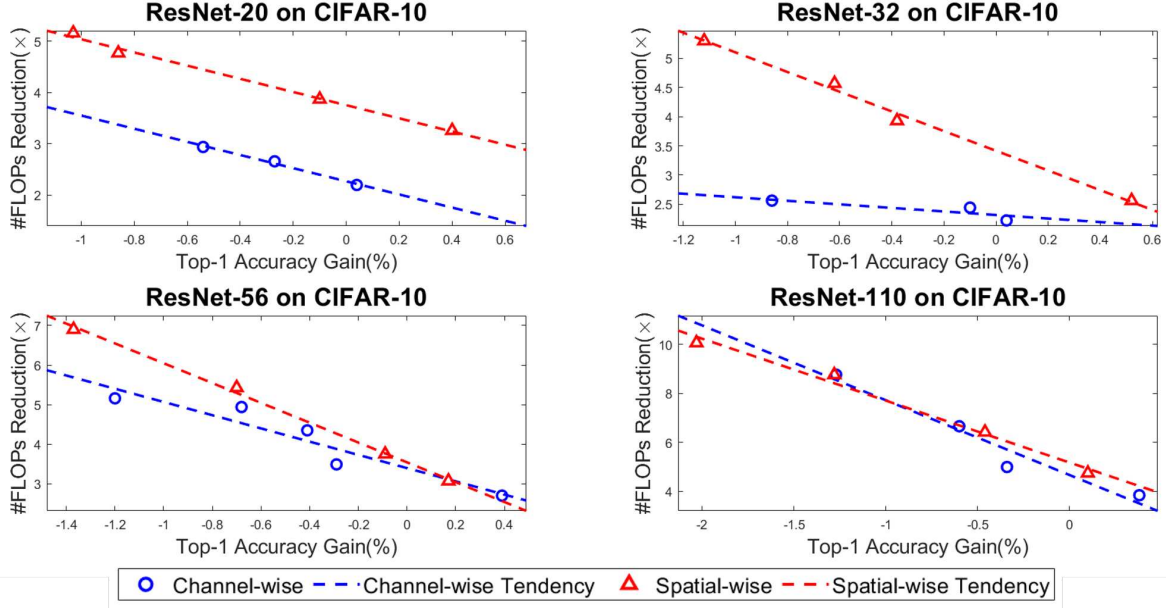 ResNet-20 on CIFAR-10
#FLOPs Reduction(×)
5
4
3
2
-1 -0.8 -0.6 -0.4 -0.2 0 0.2 0.4 0.6
Top-1 Accuracy Gain(%)
ResNet-32 on CIFAR-10
#FLOPs Reduction(×)
5
4.5
4
3.5
3
2.5
-1.2 -1 -0.8 -0.6 -0.4 -0.2 0 0.2 0.4 0.6
Top-1 Accuracy Gain(%)
ResNet-56 on CIFAR-10
#FLOPs Reduction(×)
7
6
5
4
3
-1.4 -1.2 -1 -0.8 -0.6 -0.4 -0.2 0 0.2 0.4
Top-1 Accuracy Gain(%)
ResNet-110 on CIFAR-10
#FLOPs Reduction(×)
10
8
6
4
-2 -1.5 -1 -0.5 0
Top-1 Accuracy Gain(%)
Channel-wise Channel-wise Tendency Spatial-wise Spatial-wise Tendency